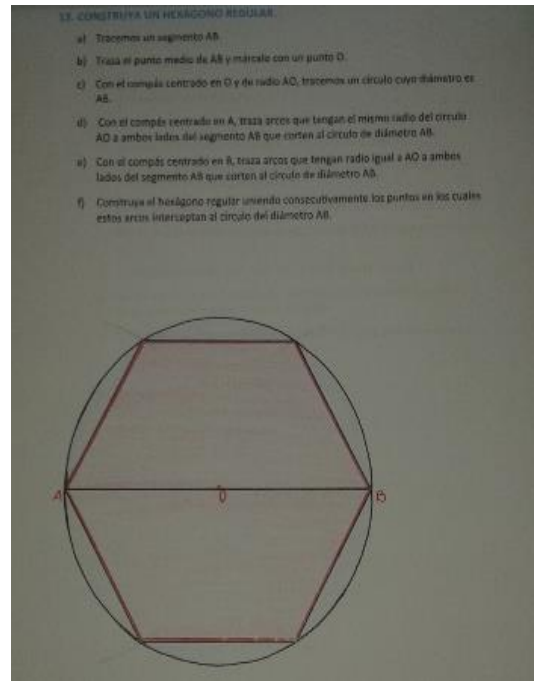 13. CONSTRUYA UN HEXÁGONO REGULAR.
a) Tracemos un segmento AB.
b) Traza el punto medio de AB y márcalo con un punto O.
c) Con el compás centrado en O y de radio AO, tracemos un círculo cuyo diámetro es
AB.
d) Con el compás centrado en A, traza arcos que tengan el mismo radio del círculo
AO a ambos lados del segmento AB que corten al círculo de diámetro AB.
e) Con el compás centrado en B, traza arcos que tengan radio igual a AO a ambos
lados del segmento AB que corten al círculo de diámetro AB.
f) Construya el hexágono regular uniendo consecutivamente los puntos en los cuales
estos arcos interceptan al círculo del diámetro AB.
A O B